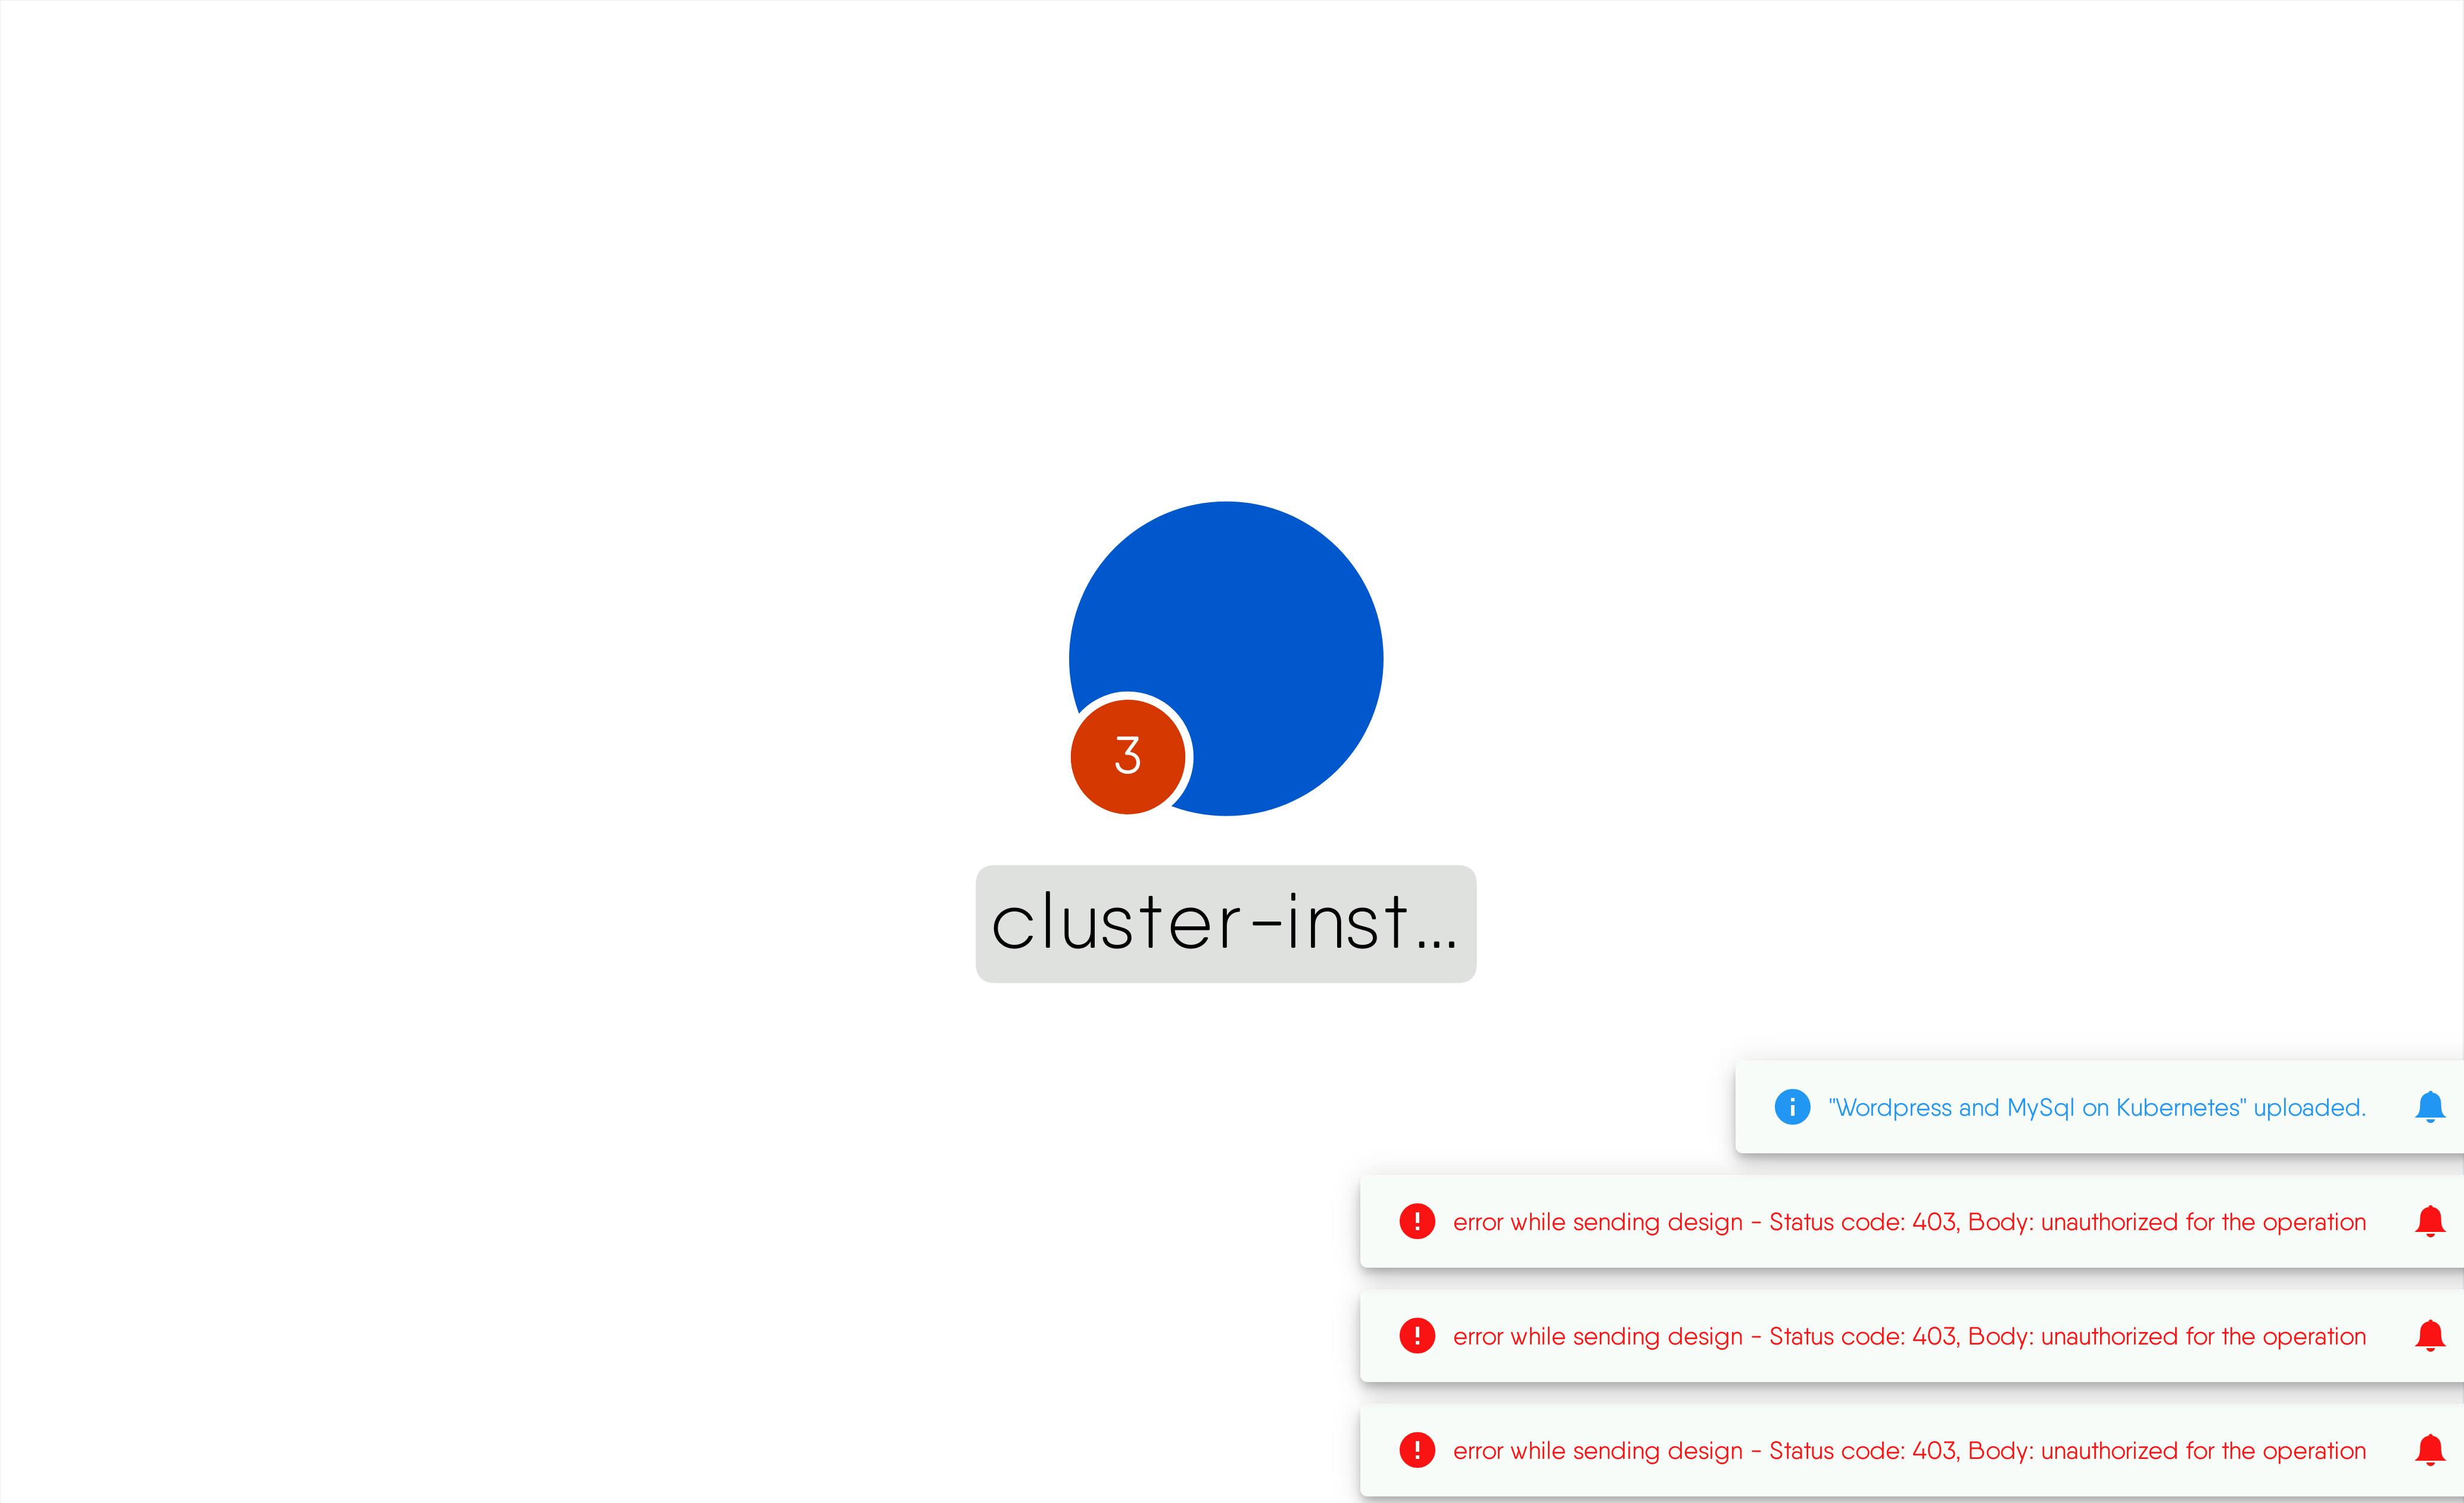 3
cluster-inst...
"Wordpress and MySql on Kubernetes" uploaded.
error while sending design - Status code: 403, Body: unauthorized for the operation
error while sending design - Status code: 403, Body: unauthorized for the operation
error while sending design - Status code: 403, Body: unauthorized for the operation